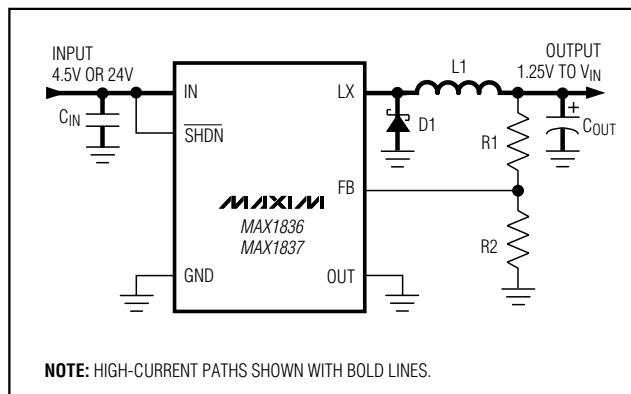 INPUT
4.5V OR 24V
OUTPUT
1.25V TO VIN
L1
IN
LX
CIN
SHDN
D1
R1
+
COUT
FB
MAXIM
MAX1836
MAX1837
R2
GND
OUT
NOTE: HIGH-CURRENT PATHS SHOWN WITH BOLD LINES.